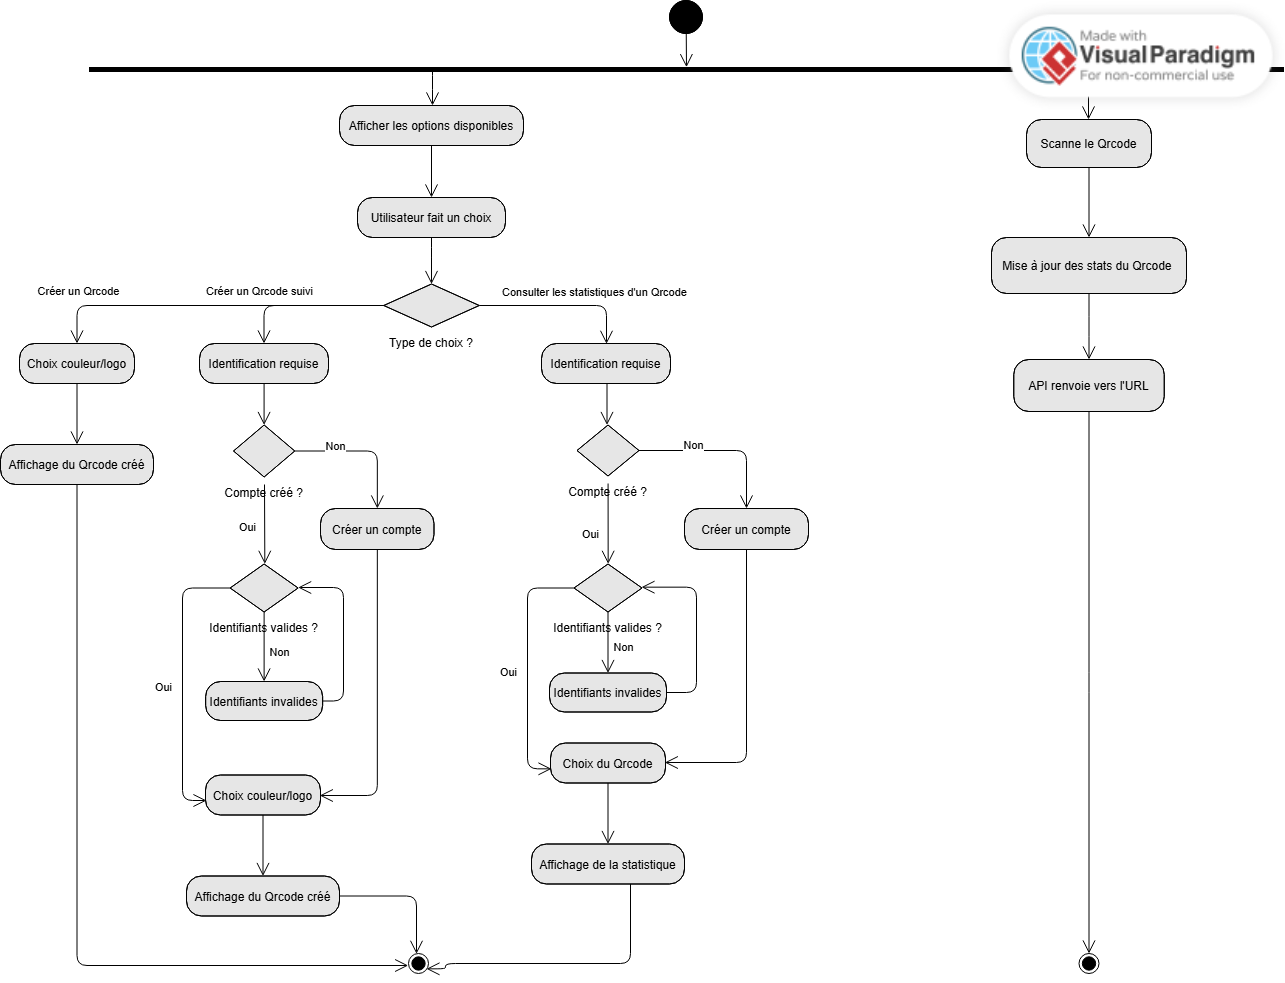 Made with
Visual Paradigm
For non-commercial use
Afficher les options disponibles
Scanne le Qrcode
Utilisateur fait un choix
Mise à jour des stats du Qrcode
Créer un Qrcode
Créer un Qrcode suivi
Consulter les statistiques d'un Qrcode
Type de choix ?
Choix couleur/logo
Identification requise
Identification requise
API renvoie vers l'URL
Non
Non
Affichage du Qrcode créé
Compte créé ?
Compte créé ?
Oui
Créer un compte
Oui
Créer un compte
Identifiants valides ?
Identifiants valides ?
Non
Non
Oui
Oui
Identifiants invalides
Identifiants invalides
Choix du Qrcode
Choix couleur/logo
Affichage de la statistique
Affichage du Qrcode créé